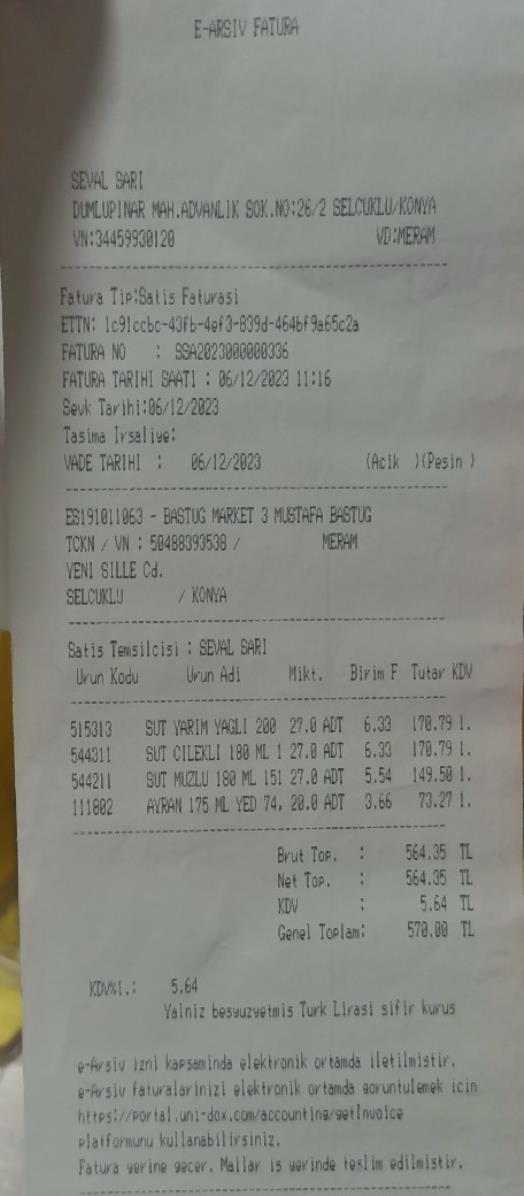 E-ARSIV FATURA
SEVAL SARI
DUMLUPINAR MAH.ADVANLIK SOK.NO:26/2 SELCUKLU/KONYA
VN:34459930120 VD:MERAM
Fatura Tip:Satis Faturasi
ETTN: 1c91ccbc-43fb-4ef3-839d-464bf9a65c2a
FATURA NO : SSA2023000000336
FATURA TARIHI SAATI : 06/12/2023 11:16
Sevk Tarihi:06/12/2023
Tasima Irsaliye:
VADE TARIHI : 06/12/2023 (Acik )(Pesin )
ES191011063 - BASTUG MARKET 3 MUSTAFA BASTUG
TCKN / VN : 50488393538 / MERAM
YENI SILLE Cd.
SELCUKLU / KONYA
Satis Temsilcisi : SEVAL SARI
Urun Kodu Urun Adi Mikt. Birim F Tutar KDV
515313 SUT YARIM YAGLI 200 27.0 ADT 6.33 170.79 1.
544311 SUT CILEKLI 180 ML 1 27.0 ADT 6.33 170.79 1.
544211 SUT MUZLU 180 ML 151 27.0 ADT 5.54 149.50 1.
111802 AYRAN 175 ML YED 74, 20.0 ADT 3.66 73.27 1.
Brut Top. : 564.35 TL
Net Top. : 564.35 TL
KDV : 5.64 TL
Genel Toplam: 570.00 TL
KDV%1.: 5.64
Yalniz besyuzyetmis Turk Lirasi sifir kurus
e-Arsiv izni kapsaminda elektronik ortamda iletilmistir.
e-Arsiv faturalarinizi elektronik ortamda goruntulemek icin
https://portal.uni-dox.com/accounting/getInvoice
platformunu kullanabilirsiniz.
Fatura yerine gecer. Mallar is yerinde teslim edilmistir.